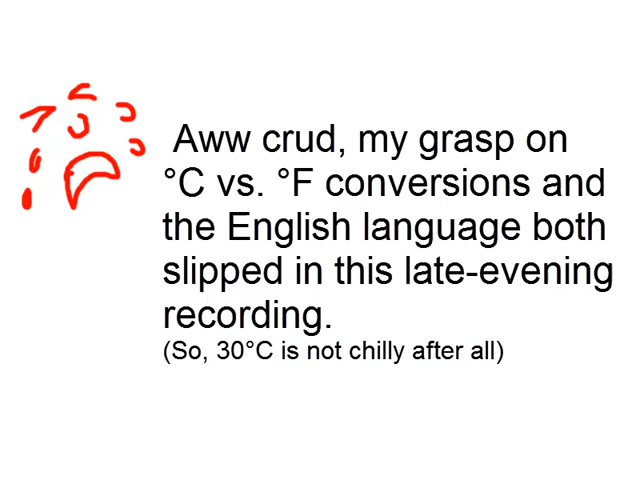 Aww crud, my grasp on
°C vs. °F conversions and
the English language both
slipped in this late-evening
recording.
(So, 30°C is not chilly after all)